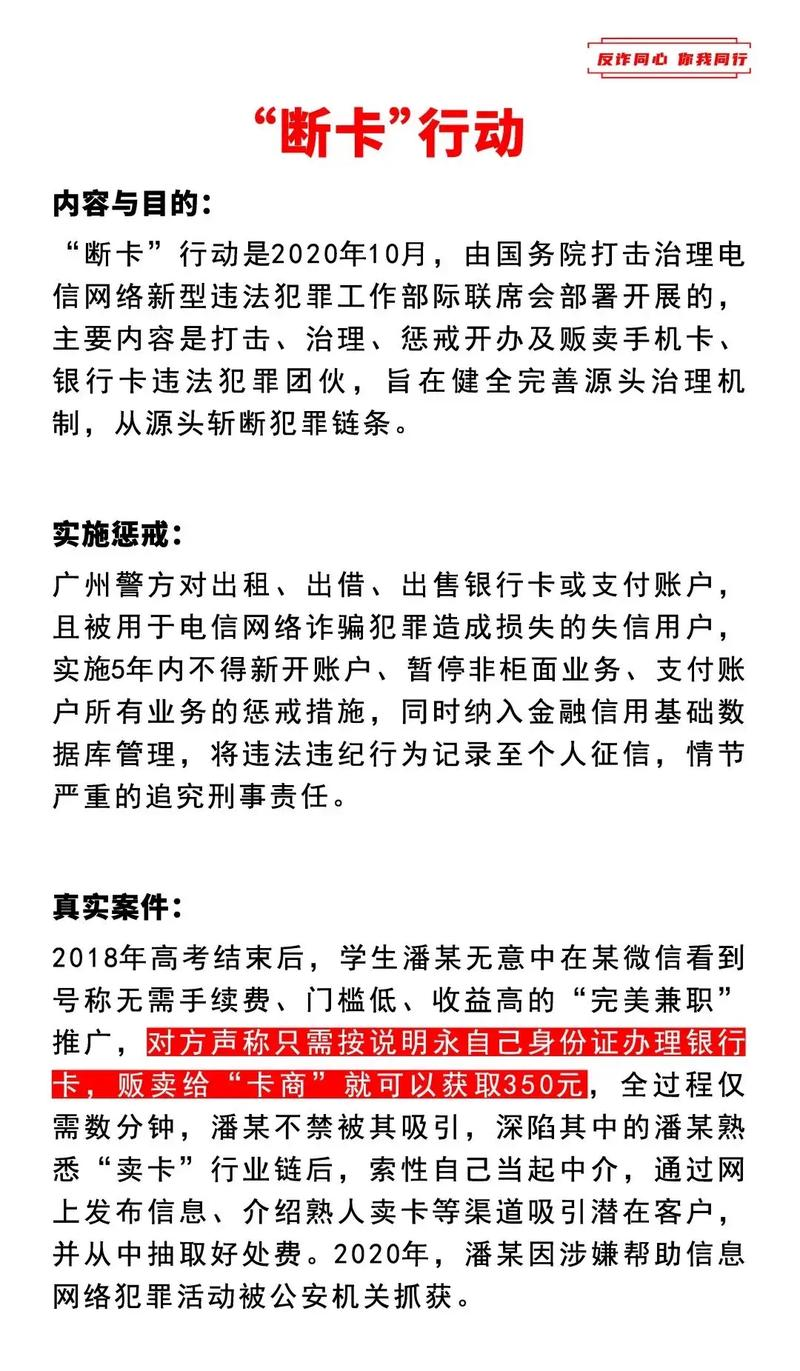 反诈同心 你我同行
“断卡”行动
内容与目的：
“断卡”行动是2020年10月，由国务院打击治理电
信网络新型违法犯罪工作部际联席会部署开展的，
主要内容是打击、治理、惩戒开办及贩卖手机卡、
银行卡违法犯罪团伙，旨在健全完善源头治理机
制，从源头斩断犯罪链条。
实施惩戒：
广州警方对出租、出借、出售银行卡或支付账户，
且被用于电信网络诈骗犯罪造成损失的失信用户，
实施5年内不得新开账户、暂停非柜面业务、支付账
户所有业务的惩戒措施，同时纳入金融信用基础数
据库管理，将违法违纪行为记录至个人征信，情节
严重的追究刑事责任。
真实案件：
2018年高考结束后，学生潘某无意中在某微信看到
号称无需手续费、门槛低、收益高的“完美兼职”
推广，对方声称只需按说明永自己身份证办理银行
卡，贩卖给“卡商”就可以获取350元，全过程仅
需数分钟，潘某不禁被其吸引，深陷其中的潘某熟
悉“卖卡”行业链后，索性自己当起中介，通过网
上发布信息、介绍熟人卖卡等渠道吸引潜在客户，
并从中抽取好处费。2020年，潘某因涉嫌帮助信息
网络犯罪活动被公安机关抓获。